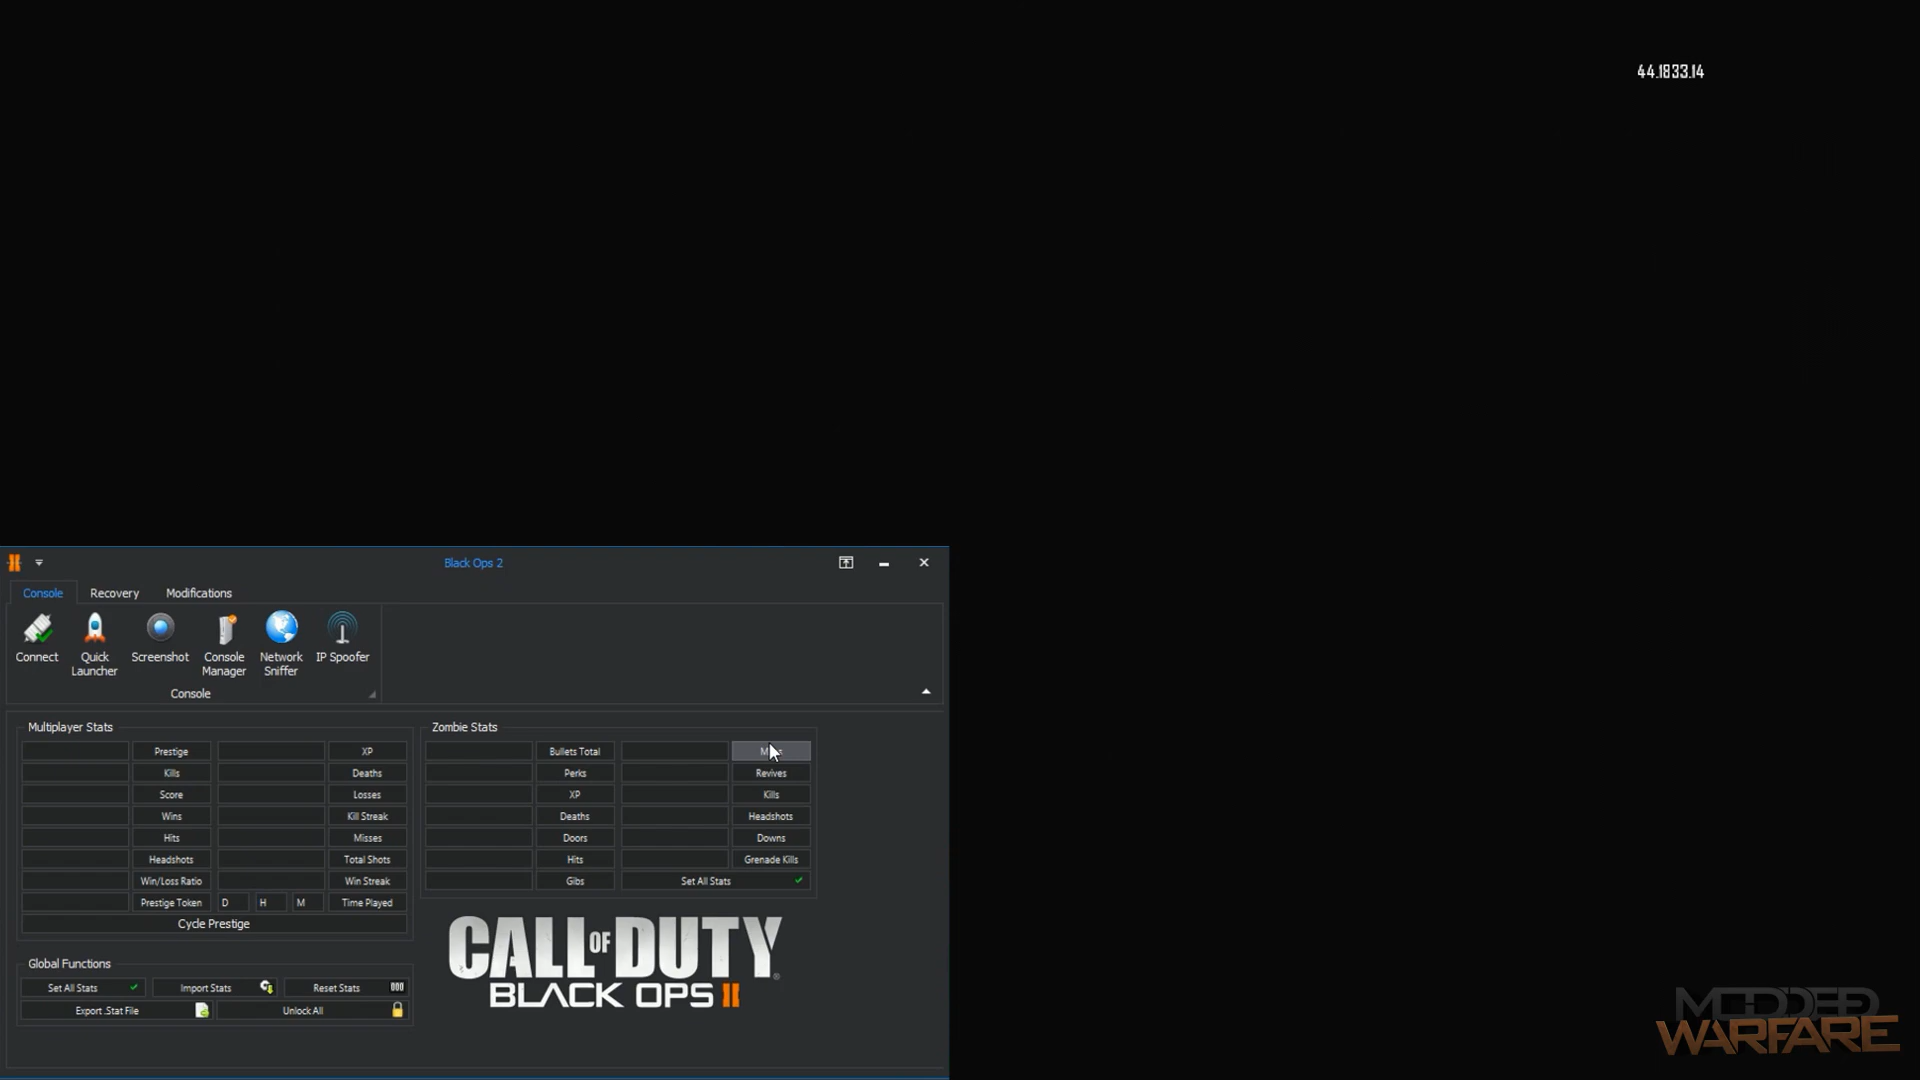 44.1833.14
Black Ops 2
Console Recovery Modifications
Connect
Quick Launcher
Screenshot
Console Manager
Network Sniffer
IP Spoofer
Console
Multiplayer Stats
Prestige XP
Kills Deaths
Score Losses
Wins Kill Streak
Hits Misses
Headshots Total Shots
Win/Loss Ratio Win Streak
Prestige Token D H M Time Played
Cycle Prestige
Zombie Stats
Bullets Total
Perks Revives
XP Kills
Deaths Headshots
Doors Downs
Hits Grenade Kills
Gibs Set All Stats
Global Functions
Set All Stats Import Stats Reset Stats
Export .Stat File Unlock All
CALL OF DUTY
BLACK OPS II
MODDED
WARFARE